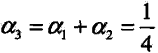 α₃ = α₁ + α₂ = 1/4